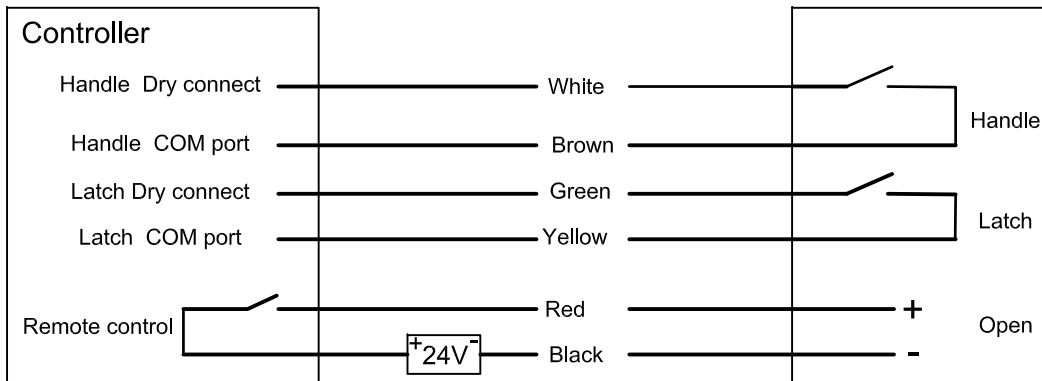 Controller
Handle Dry connect White
Handle
Handle COM port Brown
Latch Dry connect Green
Latch
Latch COM port Yellow
Red +
Remote control Open
+ 24V - Black -